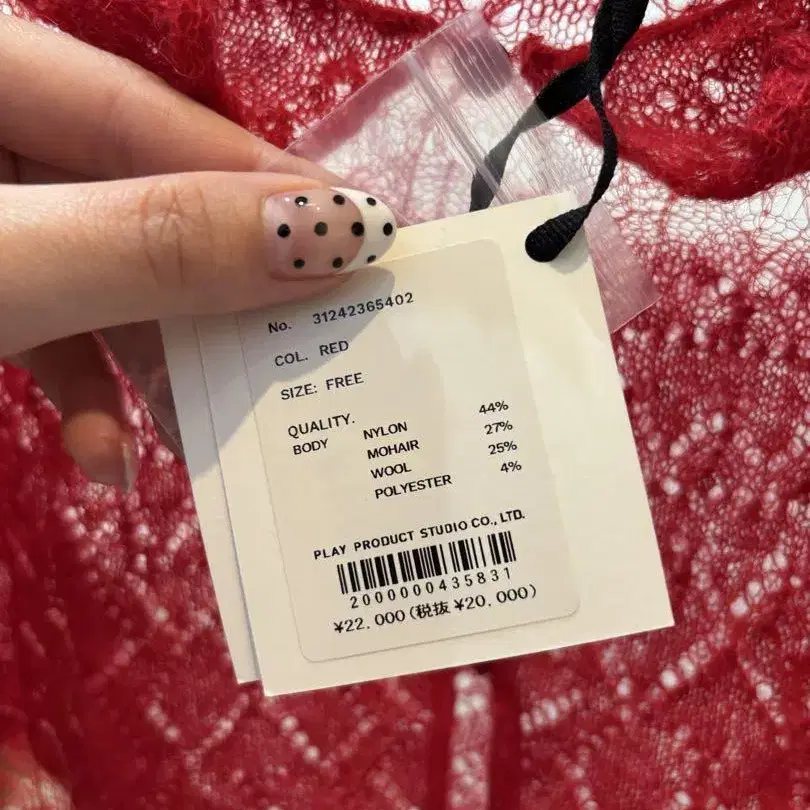 No. 31242365402
COL. RED
SIZE: FREE
QUALITY.
BODY NYLON 44%
MOHAIR 27%
WOOL 25%
POLYESTER 4%
PLAY PRODUCT STUDIO CO., LTD.
2000000435831
¥22.000(税抜 ¥20.000)